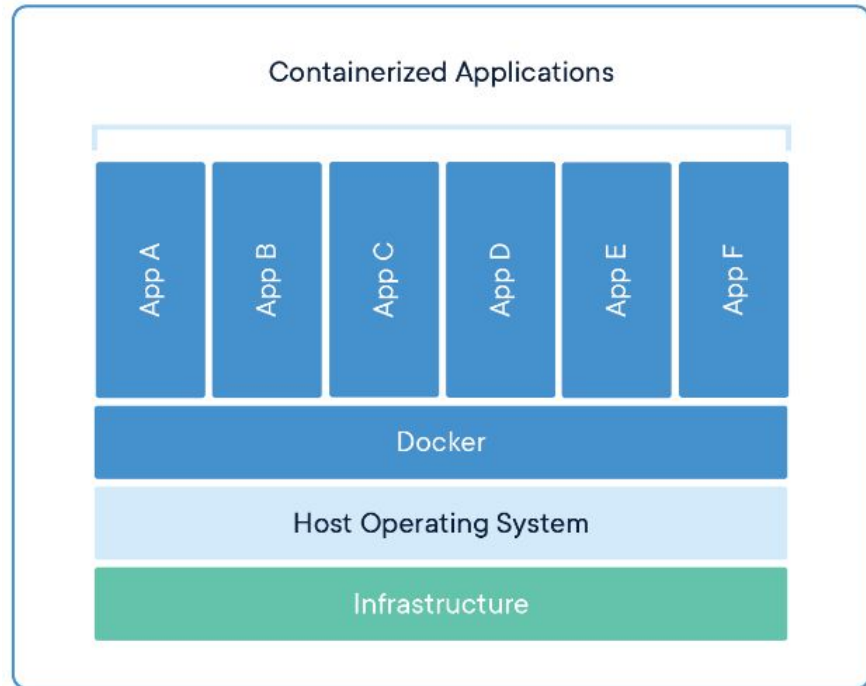 Containerized Applications
App A
App B
App C
App D
App E
App F
Docker
Host Operating System
Infrastructure